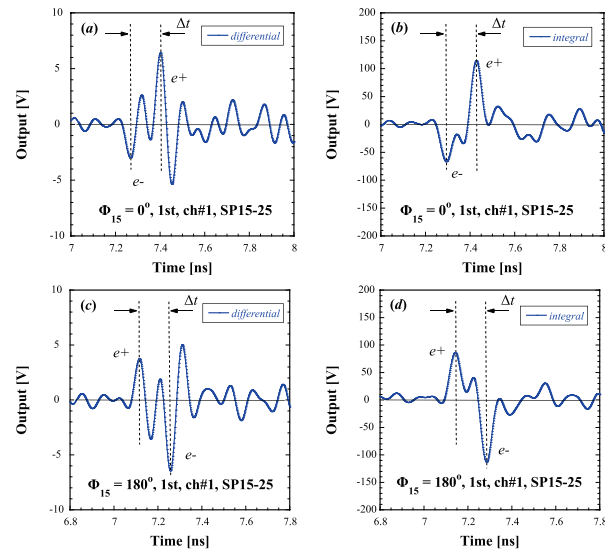 (a)
Δt
differential
e+
e-
Φ15 = 0°, 1st, ch#1, SP15-25
Output [V]
10
5
0
-5
-10
7 7.2 7.4 7.6 7.8 8
Time [ns]
(b)
Δt
integral
e+
e-
Φ15 = 0°, 1st, ch#1, SP15-25
Output [V]
200
150
100
50
0
-50
-100
-150
-200
7 7.2 7.4 7.6 7.8 8
Time [ns]
(c)
Δt
differential
e+
e-
Φ15 = 180°, 1st, ch#1, SP15-25
Output [V]
10
5
0
-5
-10
6.8 7 7.2 7.4 7.6 7.8
Time [ns]
(d)
Δt
integral
e+
e-
Φ15 = 180°, 1st, ch#1, SP15-25
Output [V]
200
150
100
50
0
-50
-100
-150
-200
6.8 7 7.2 7.4 7.6 7.8
Time [ns]